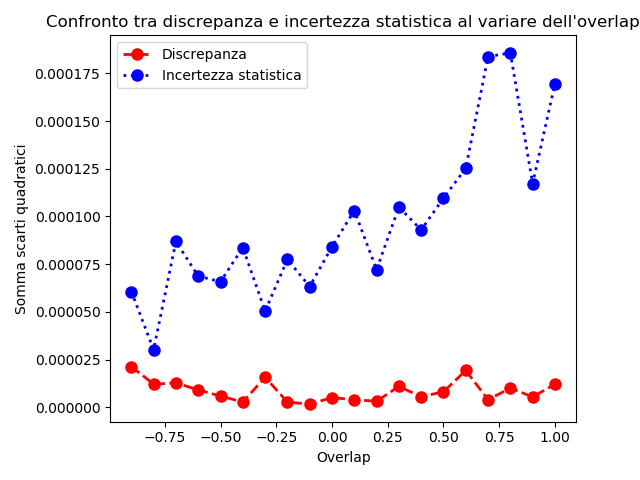 Confronto tra discrepanza e incertezza statistica al variare dell'overlap
Discrepanza
Incertezza statistica
Somma scarti quadratici
0.000175
0.000150
0.000125
0.000100
0.000075
0.000050
0.000025
0.000000
−0.75 −0.50 −0.25 0.00 0.25 0.50 0.75 1.00
Overlap